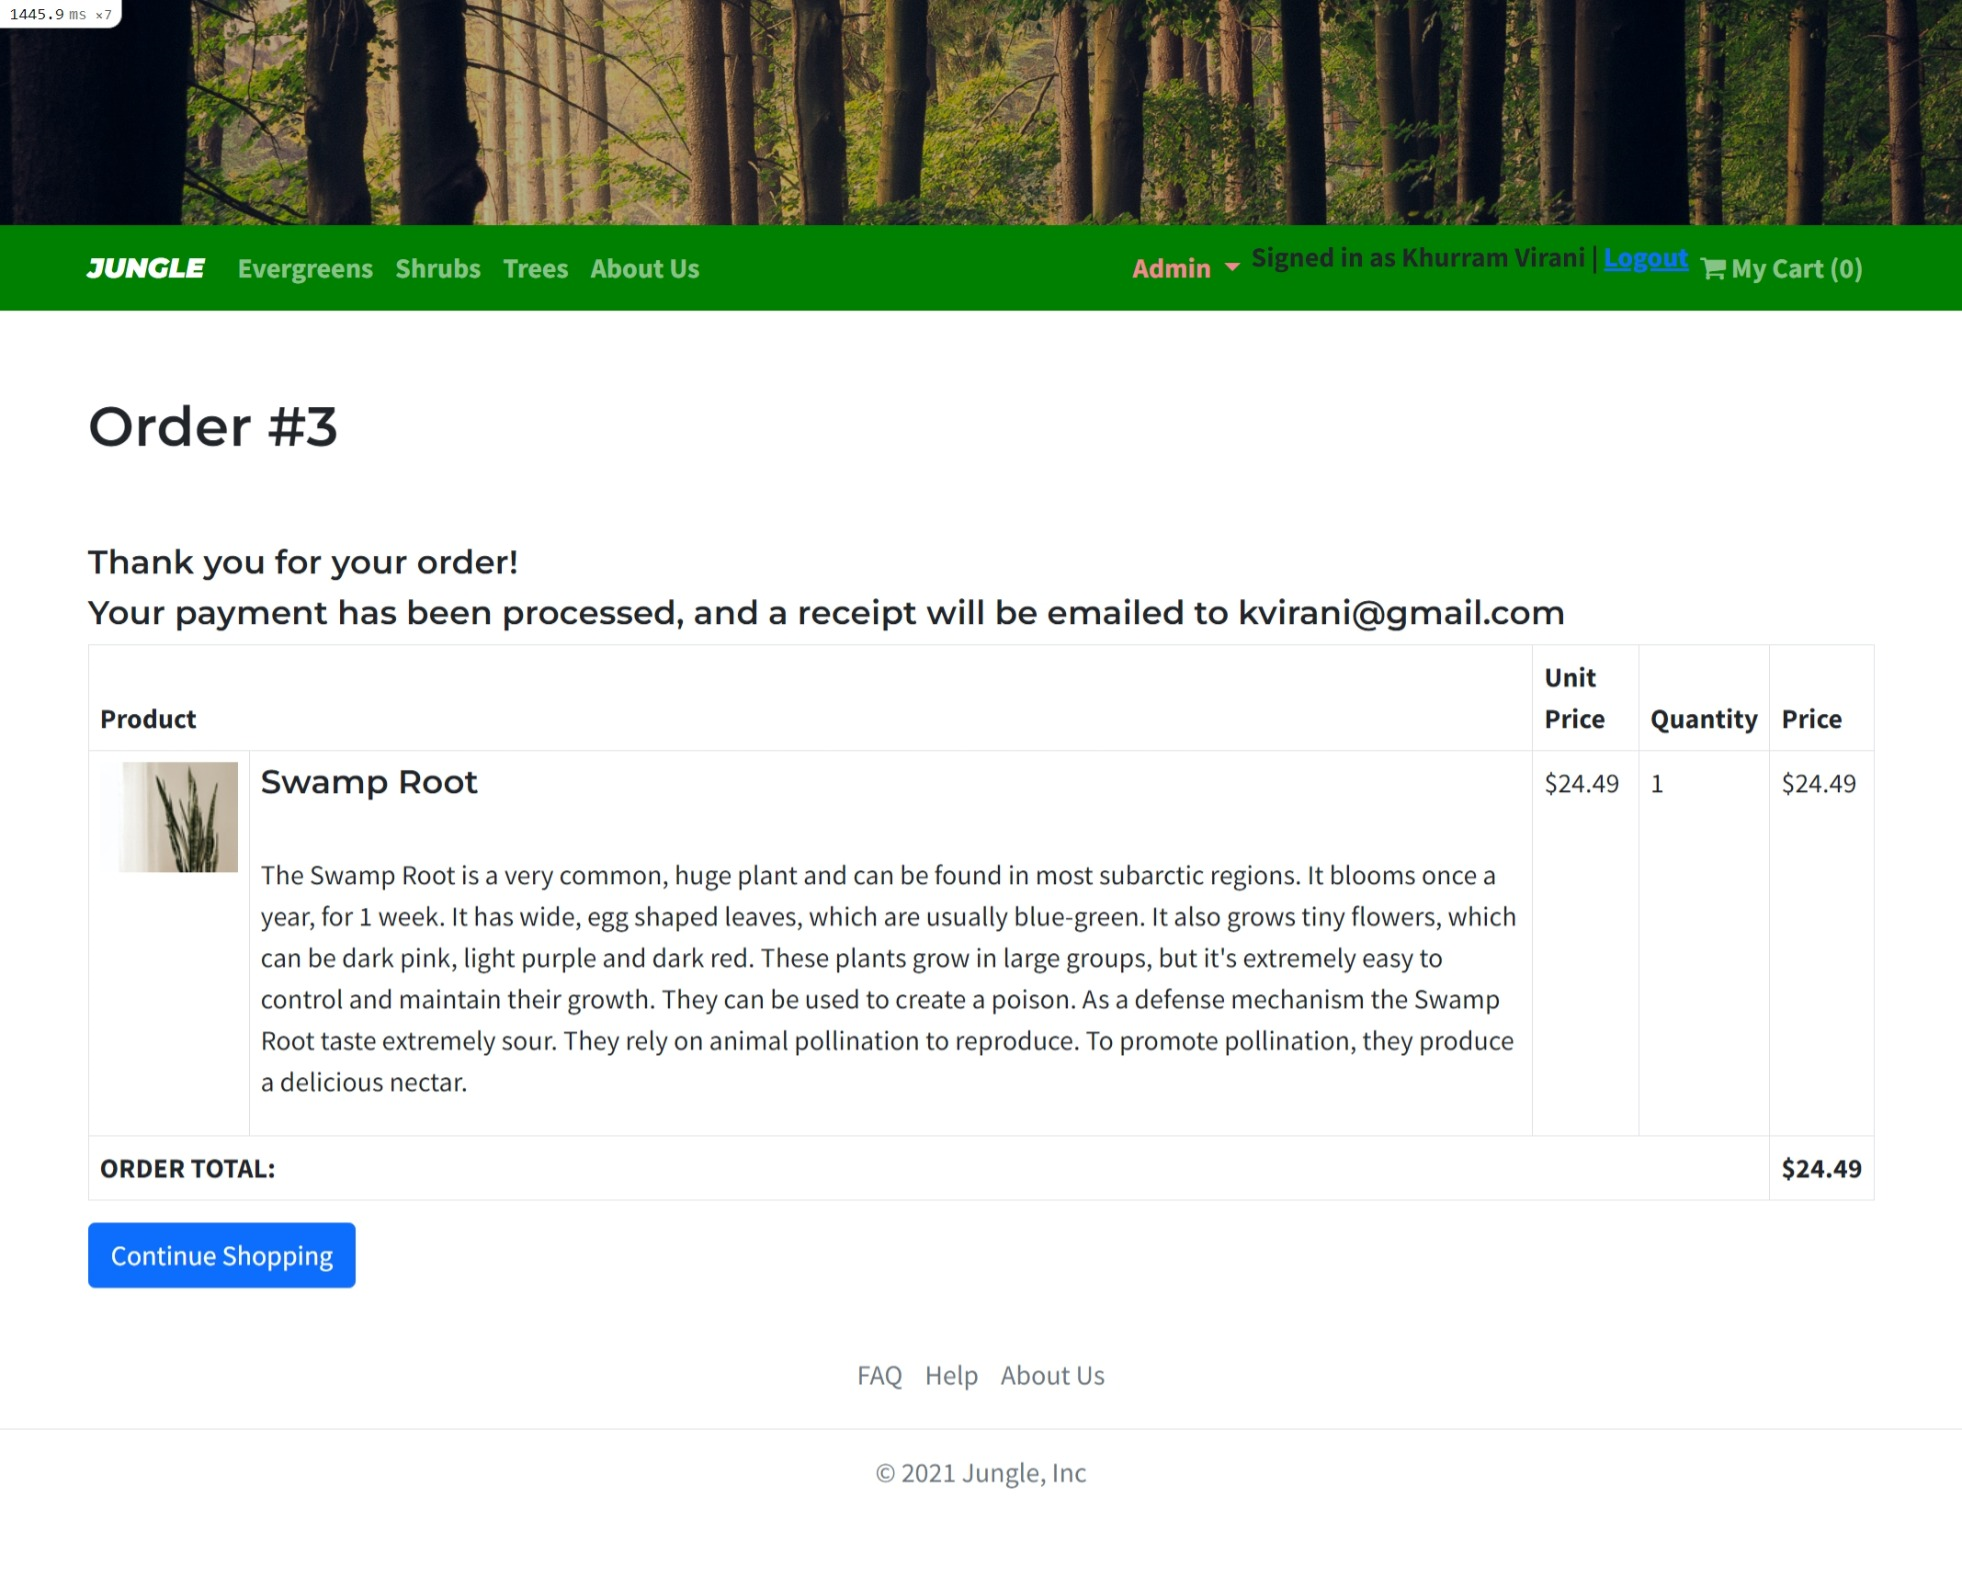 1445.9 ms ×7
JUNGLE Evergreens Shrubs Trees About Us Admin Signed in as Khurram Virani | Logout My Cart (0)
Order #3
Thank you for your order!
Your payment has been processed, and a receipt will be emailed to kvirani@gmail.com
Product Unit Price Quantity Price
Swamp Root $24.49 1 $24.49
The Swamp Root is a very common, huge plant and can be found in most subarctic regions. It blooms once a
year, for 1 week. It has wide, egg shaped leaves, which are usually blue-green. It also grows tiny flowers, which
can be dark pink, light purple and dark red. These plants grow in large groups, but it's extremely easy to
control and maintain their growth. They can be used to create a poison. As a defense mechanism the Swamp
Root taste extremely sour. They rely on animal pollination to reproduce. To promote pollination, they produce
a delicious nectar.
ORDER TOTAL: $24.49
Continue Shopping
FAQ Help About Us
© 2021 Jungle, Inc